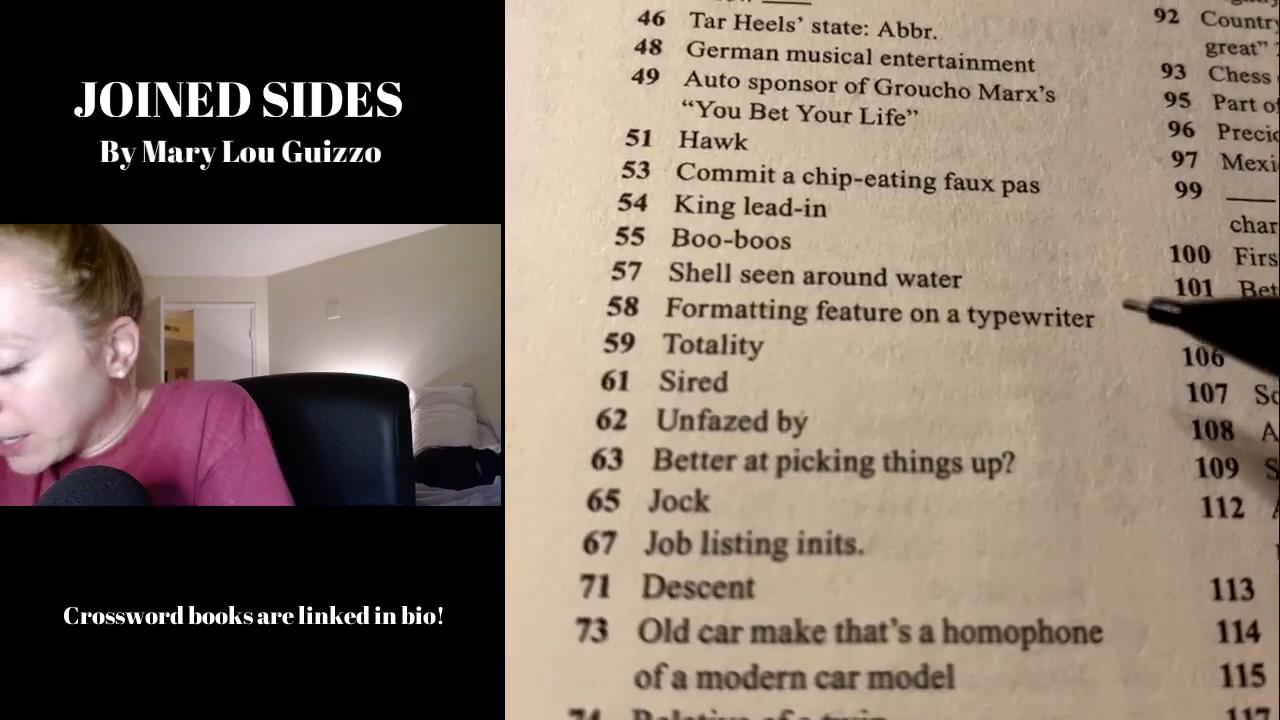 JOINED SIDES
By Mary Lou Guizzo
Crossword books are linked in bio!
46 Tar Heels' state: Abbr.
48 German musical entertainment
49 Auto sponsor of Groucho Marx's
“You Bet Your Life”
51 Hawk
53 Commit a chip-eating faux pas
54 King lead-in
55 Boo-boos
57 Shell seen around water
58 Formatting feature on a typewriter
59 Totality
61 Sired
62 Unfazed by
63 Better at picking things up?
65 Jock
67 Job listing inits.
71 Descent
73 Old car make that's a homophone
of a modern car model
92
great”
93 Chess
95 Part
96
97
99 ____
100
101
106
107
108
109
112
113
114
115